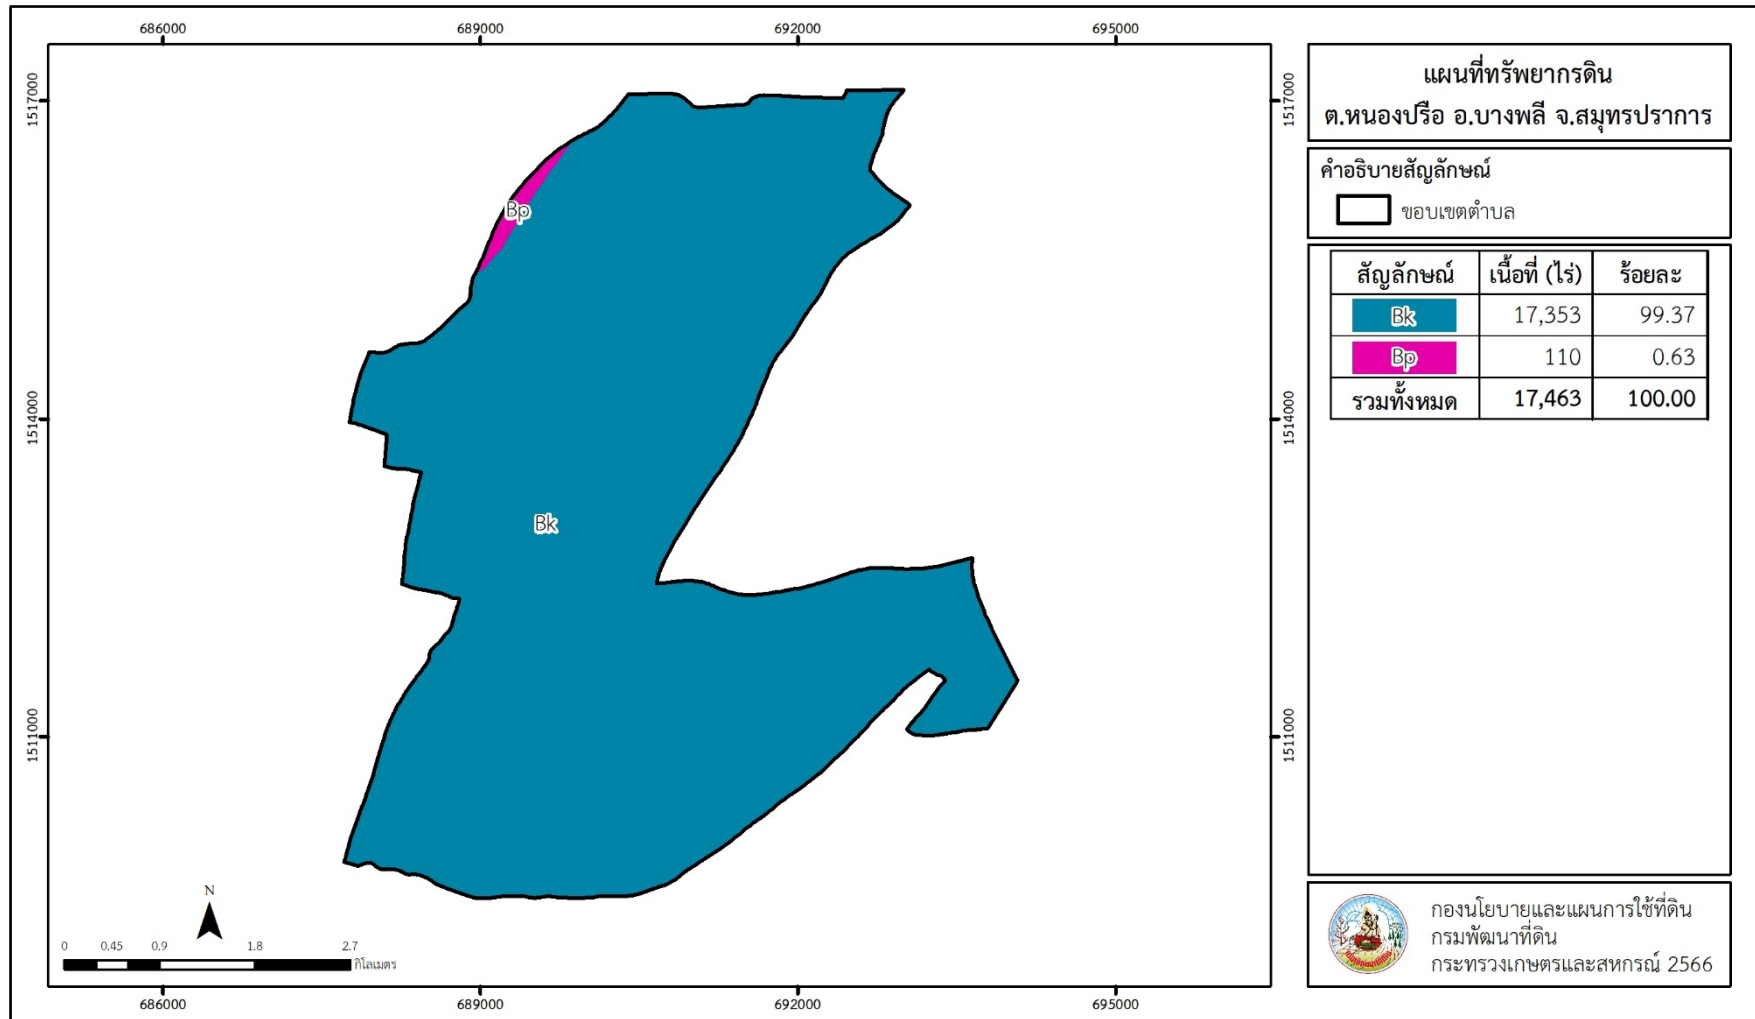 686000
689000
692000
695000
1517000
1514000
1511000
1517000
1514000
1511000
Bp
Bk
N
0 0.45 0.9 1.8 2.7
กิโลเมตร
686000
689000
692000
695000
แผนที่ทรัพยากรดิน
ต.หนองปรือ อ.บางพลี จ.สมุทรปราการ
คำอธิบายสัญลักษณ์
ขอบเขตตำบล
สัญลักษณ์ เนื้อที่ (ไร่) ร้อยละ
Bk 17,353 99.37
Bp 110 0.63
รวมทั้งหมด 17,463 100.00
กองนโยบายและแผนการใช้ที่ดิน
กรมพัฒนาที่ดิน
กระทรวงเกษตรและสหกรณ์ 2566